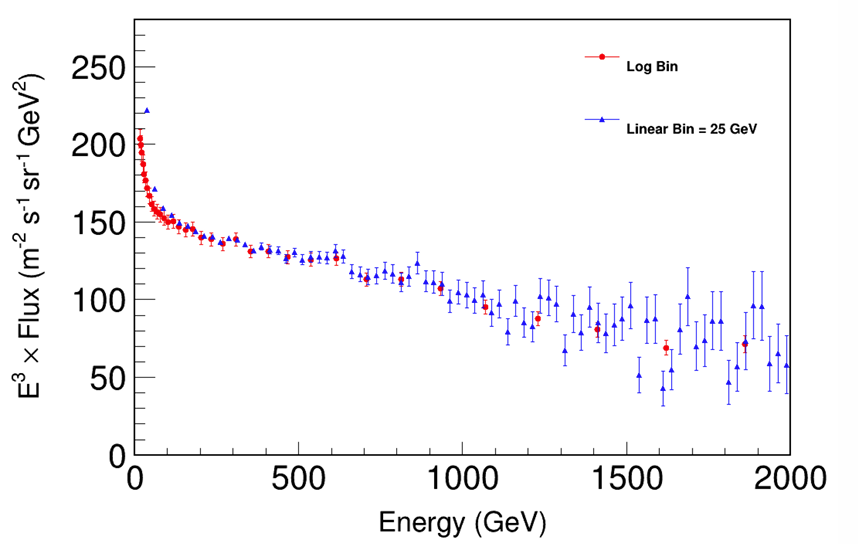 250
200
150
100
50
0
E³ × Flux (m⁻² s⁻¹ sr⁻¹ GeV²)
Log Bin
Linear Bin = 25 GeV
0 500 1000 1500 2000
Energy (GeV)